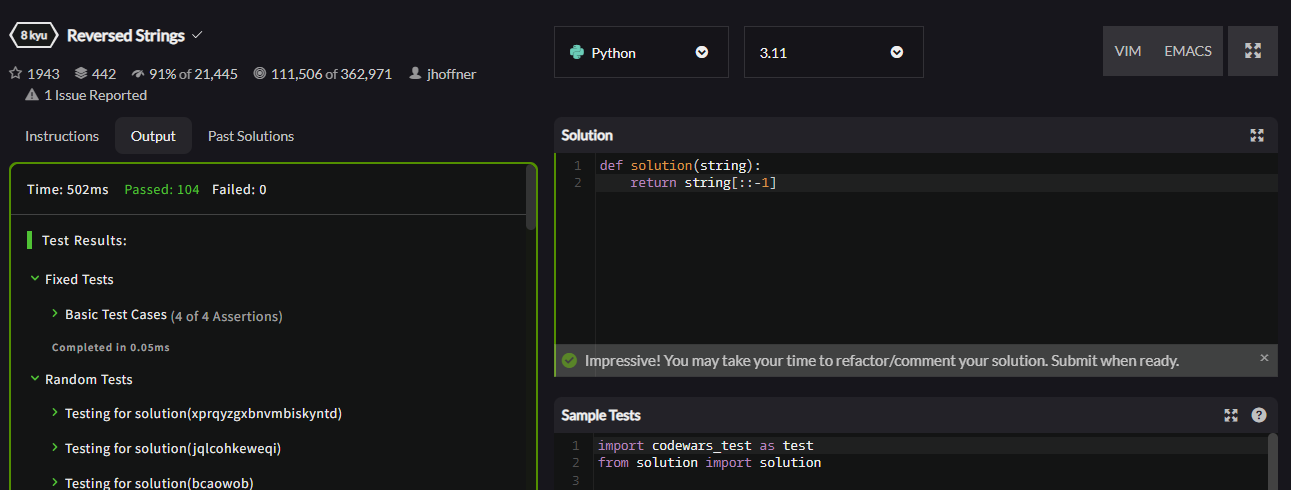 8 kyu Reversed Strings
1943 442 91% of 21,445 111,506 of 362,971 jhoffner
1 Issue Reported
Instructions Output Past Solutions
Time: 502ms Passed: 104 Failed: 0
Test Results:
Fixed Tests
Basic Test Cases (4 of 4 Assertions)
Completed in 0.05ms
Random Tests
Testing for solution(xprqyzgxbnvmbiskyntd)
Testing for solution(jqlcohkeweqi)
Testing for solution(bcaowob)
Python 3.11 VIM EMACS
Solution
1 def solution(string):
2     return string[::-1]
Impressive! You may take your time to refactor/comment your solution. Submit when ready.
Sample Tests
1 import codewars_test as test
2 from solution import solution
3